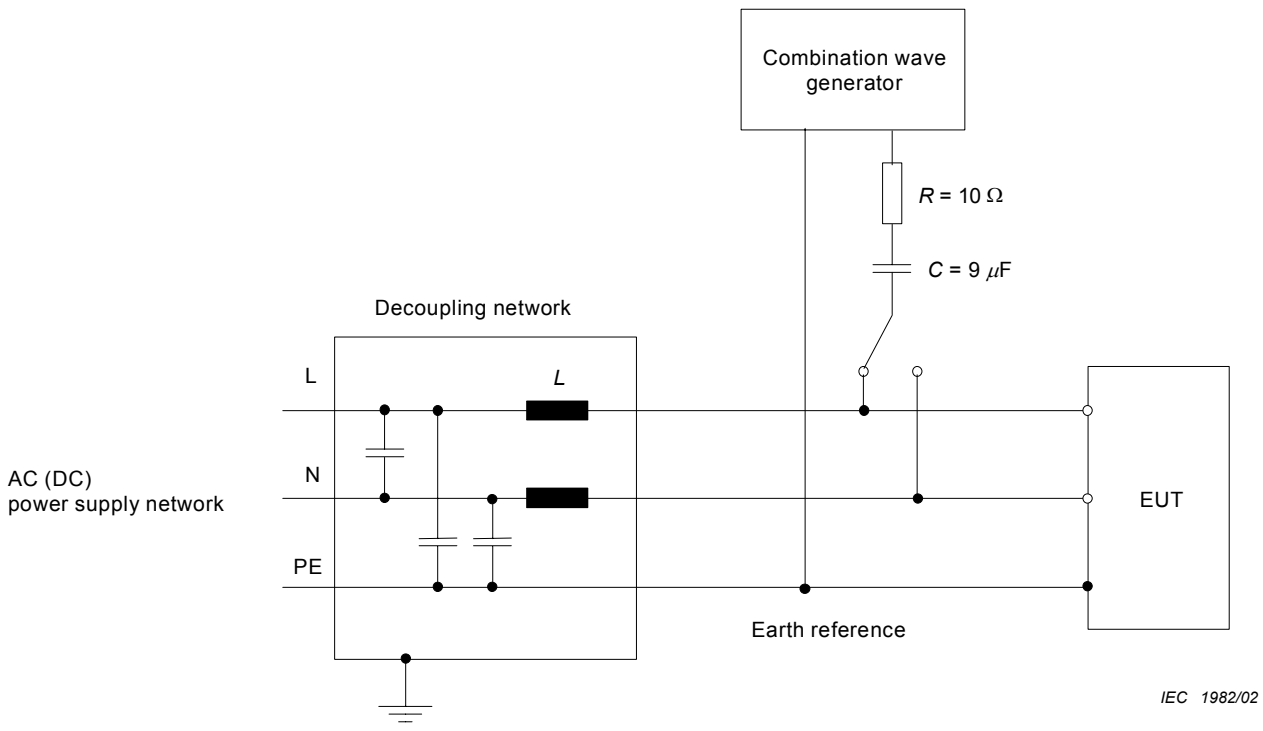 Combination wave
generator
R = 10 Ω
C = 9 μF
Decoupling network
L
L
N
AC (DC)
power supply network
EUT
PE
Earth reference
IEC 1982/02